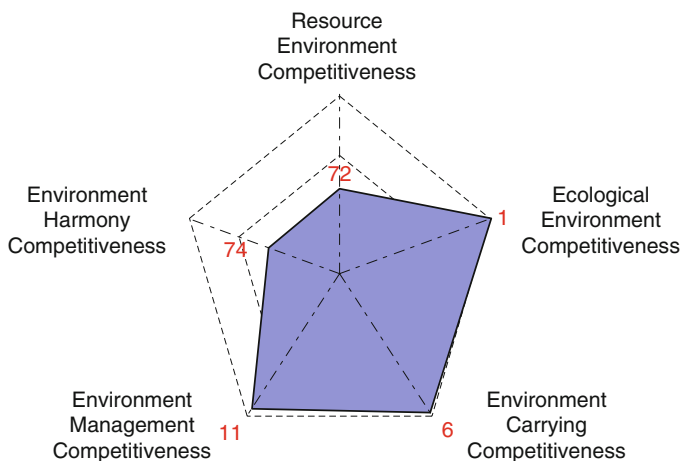 Resource
Environment
Competitiveness
72
Ecological
Environment
Competitiveness
1
Environment
Harmony
Competitiveness
74
Environment
Management
Competitiveness
11
Environment
Carrying
Competitiveness
6